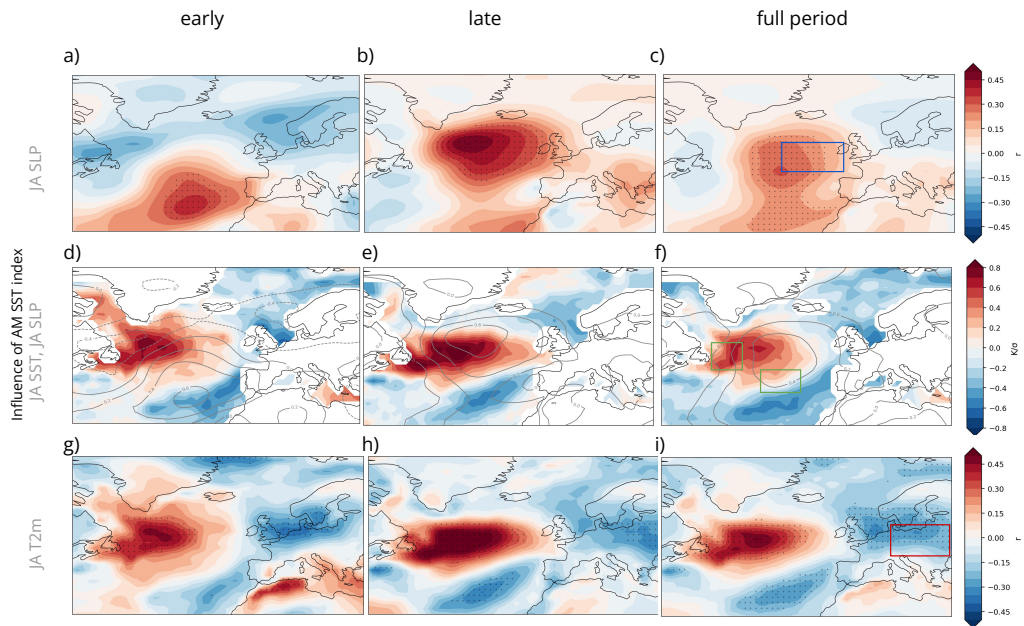 early late full period
a) b) c)
JA SLP
0.45
0.30
0.15
0.00
−0.15
−0.30
−0.45
r
d) e) f)
Influence of AM SST index
JA SST, JA SLP
0.8
0.6
0.4
0.2
0.0
−0.2
−0.4
−0.6
−0.8
K/σ
g) h) i)
JA T2m
0.45
0.30
0.15
0.00
−0.15
−0.30
−0.45
r